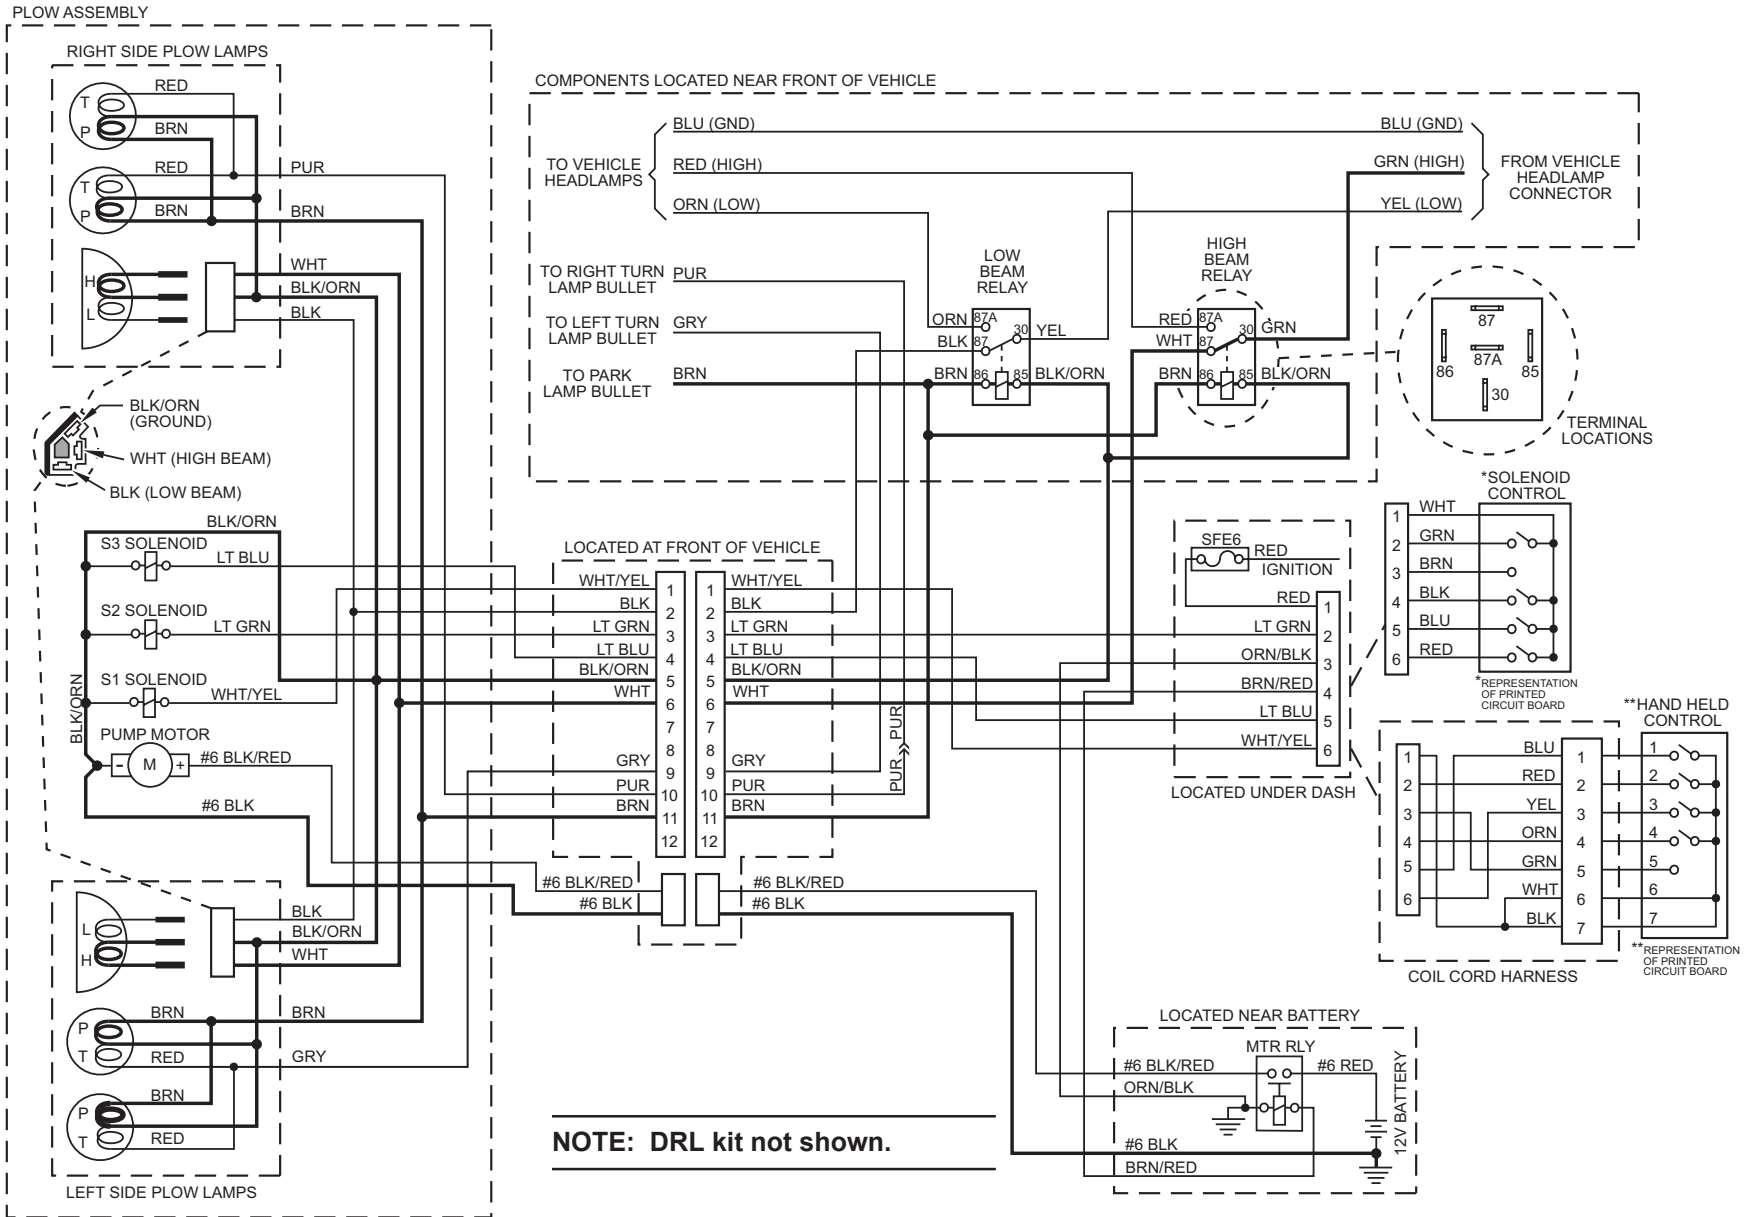 PLOW ASSEMBLY
RIGHT SIDE PLOW LAMPS
T
P
RED
BRN
T
P
RED
BRN
PUR
BRN
H
L
WHT
BLK/ORN
BLK
BLK/ORN
(GROUND)
WHT (HIGH BEAM)
BLK (LOW BEAM)
BLK/ORN
S3 SOLENOID
LT BLU
S2 SOLENOID
LT GRN
S1 SOLENOID
WHT/YEL
BLK/ORN
PUMP MOTOR
-
M
+
#6 BLK/RED
#6 BLK
L
H
BLK
BLK/ORN
WHT
P
T
BRN
RED
BRN
GRY
P
T
BRN
RED
LEFT SIDE PLOW LAMPS
COMPONENTS LOCATED NEAR FRONT OF VEHICLE
TO VEHICLE
HEADLAMPS
BLU (GND)
RED (HIGH)
ORN (LOW)
BLU (GND)
GRN (HIGH)
YEL (LOW)
FROM VEHICLE
HEADLAMP
CONNECTOR
TO RIGHT TURN
LAMP BULLET
PUR
TO LEFT TURN
LAMP BULLET
GRY
TO PARK
LAMP BULLET
BRN
LOW
BEAM
RELAY
ORN
87A
BLK
87
30
YEL
BRN
86
85
BLK/ORN
HIGH
BEAM
RELAY
RED
87A
WHT
87
30
GRN
BRN
86
85
BLK/ORN
87
87A
86
85
30
TERMINAL
LOCATIONS
LOCATED AT FRONT OF VEHICLE
WHT/YEL 1 1 WHT/YEL
BLK 2 2 BLK
LT GRN 3 3 LT GRN
LT BLU 4 4 LT BLU
BLK/ORN 5 5 BLK/ORN
WHT 6 6 WHT
7 7
8 8
GRY 9 9 GRY
PUR 10 10 PUR
BRN 11 11 BRN
12 12
PUR
PUR
#6 BLK/RED
#6 BLK
#6 BLK/RED
#6 BLK
SFE6
RED
IGNITION
RED 1
LT GRN 2
ORN/BLK 3
BRN/RED 4
LT BLU 5
WHT/YEL 6
LOCATED UNDER DASH
*SOLENOID
CONTROL
1 WHT
2 GRN
3 BRN
4 BLK
5 BLU
6 RED
*REPRESENTATION
OF PRINTED
CIRCUIT BOARD
**HAND HELD
CONTROL
1 BLU 1 1
2 RED 2 2
3 YEL 3 3
4 ORN 4 4
5 GRN 5 5
6 WHT 6 6
BLK 7 7
**REPRESENTATION
OF PRINTED
CIRCUIT BOARD
COIL CORD HARNESS
LOCATED NEAR BATTERY
MTR RLY
#6 BLK/RED
#6 RED
ORN/BLK
12V BATTERY
#6 BLK
BRN/RED
NOTE: DRL kit not shown.